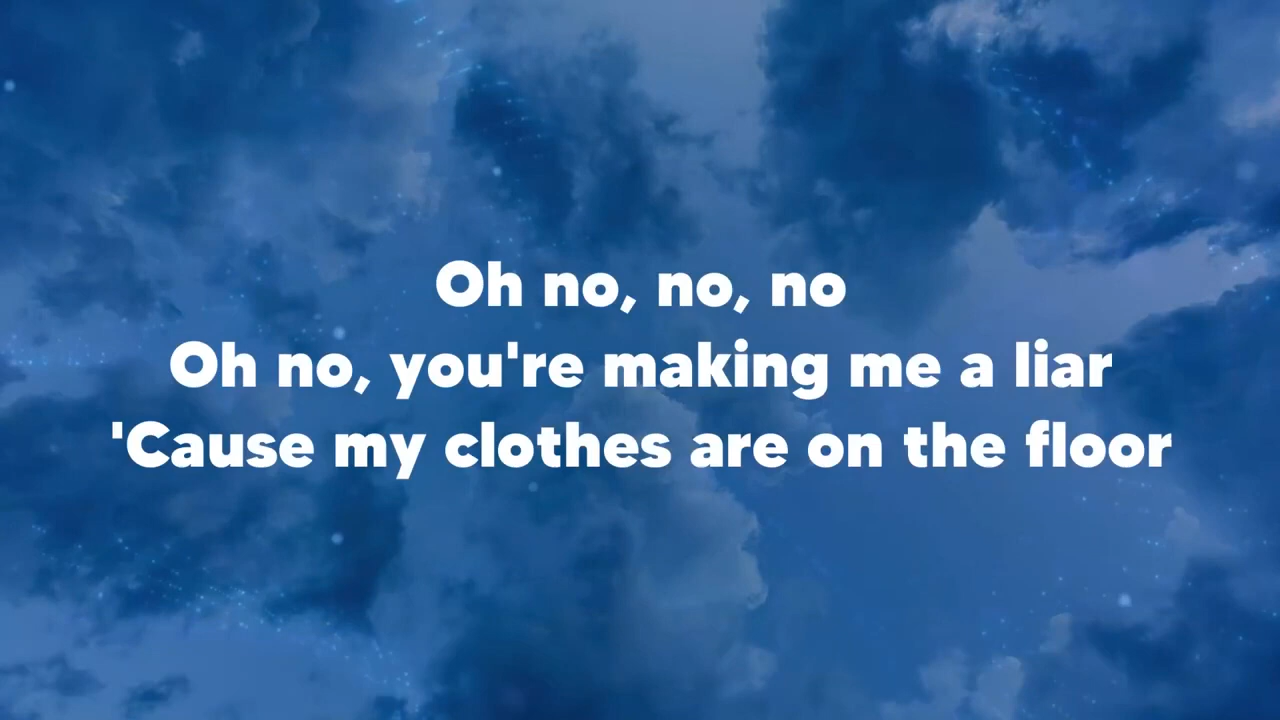 Oh no, no, no
Oh no, you're making me a liar
'Cause my clothes are on the floor